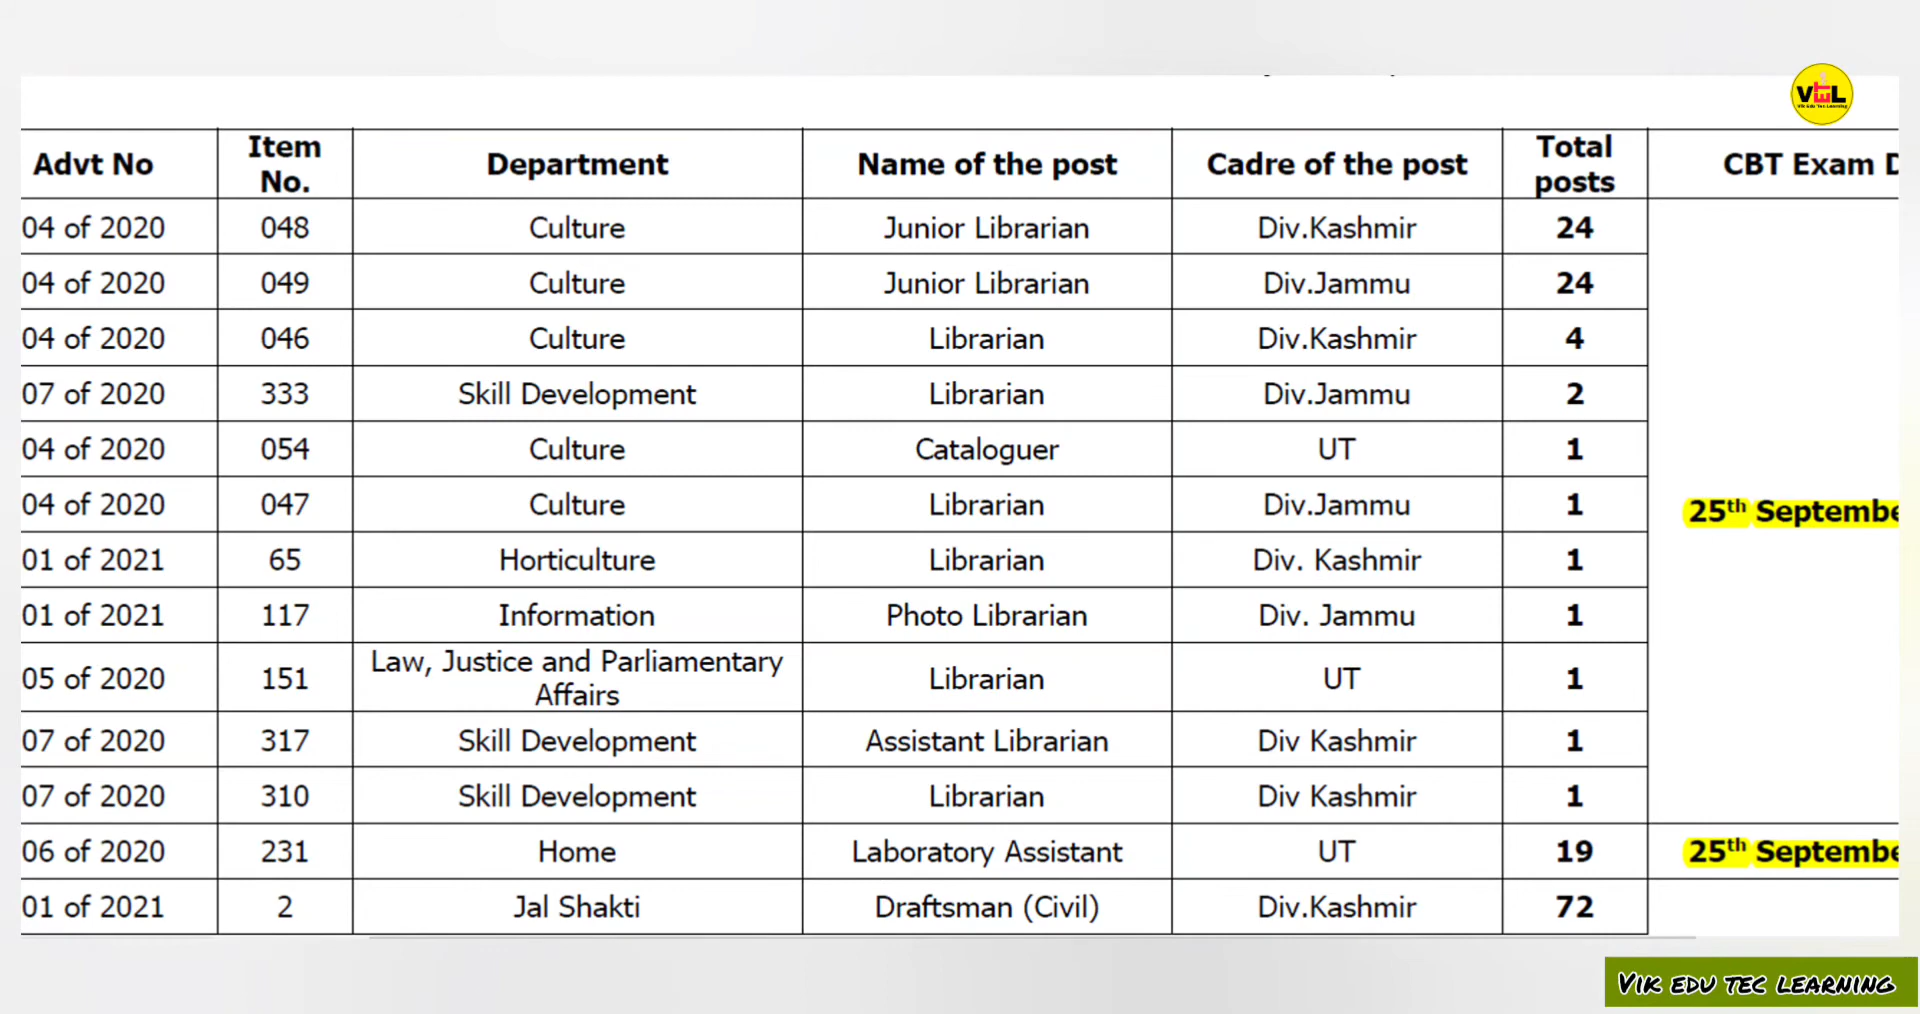 VEL
Vik Edu Tec Learning
Advt No Item No. Department Name of the post Cadre of the post Total posts CBT Exam D
04 of 2020 048 Culture Junior Librarian Div.Kashmir 24
04 of 2020 049 Culture Junior Librarian Div.Jammu 24
04 of 2020 046 Culture Librarian Div.Kashmir 4
07 of 2020 333 Skill Development Librarian Div.Jammu 2
04 of 2020 054 Culture Cataloguer UT 1
04 of 2020 047 Culture Librarian Div.Jammu 1
25th Septembe
01 of 2021 65 Horticulture Librarian Div. Kashmir 1
01 of 2021 117 Information Photo Librarian Div. Jammu 1
05 of 2020 151 Law, Justice and Parliamentary Affairs Librarian UT 1
07 of 2020 317 Skill Development Assistant Librarian Div Kashmir 1
07 of 2020 310 Skill Development Librarian Div Kashmir 1
06 of 2020 231 Home Laboratory Assistant UT 19 25th Septembe
01 of 2021 2 Jal Shakti Draftsman (Civil) Div.Kashmir 72
Vik edu tec learning